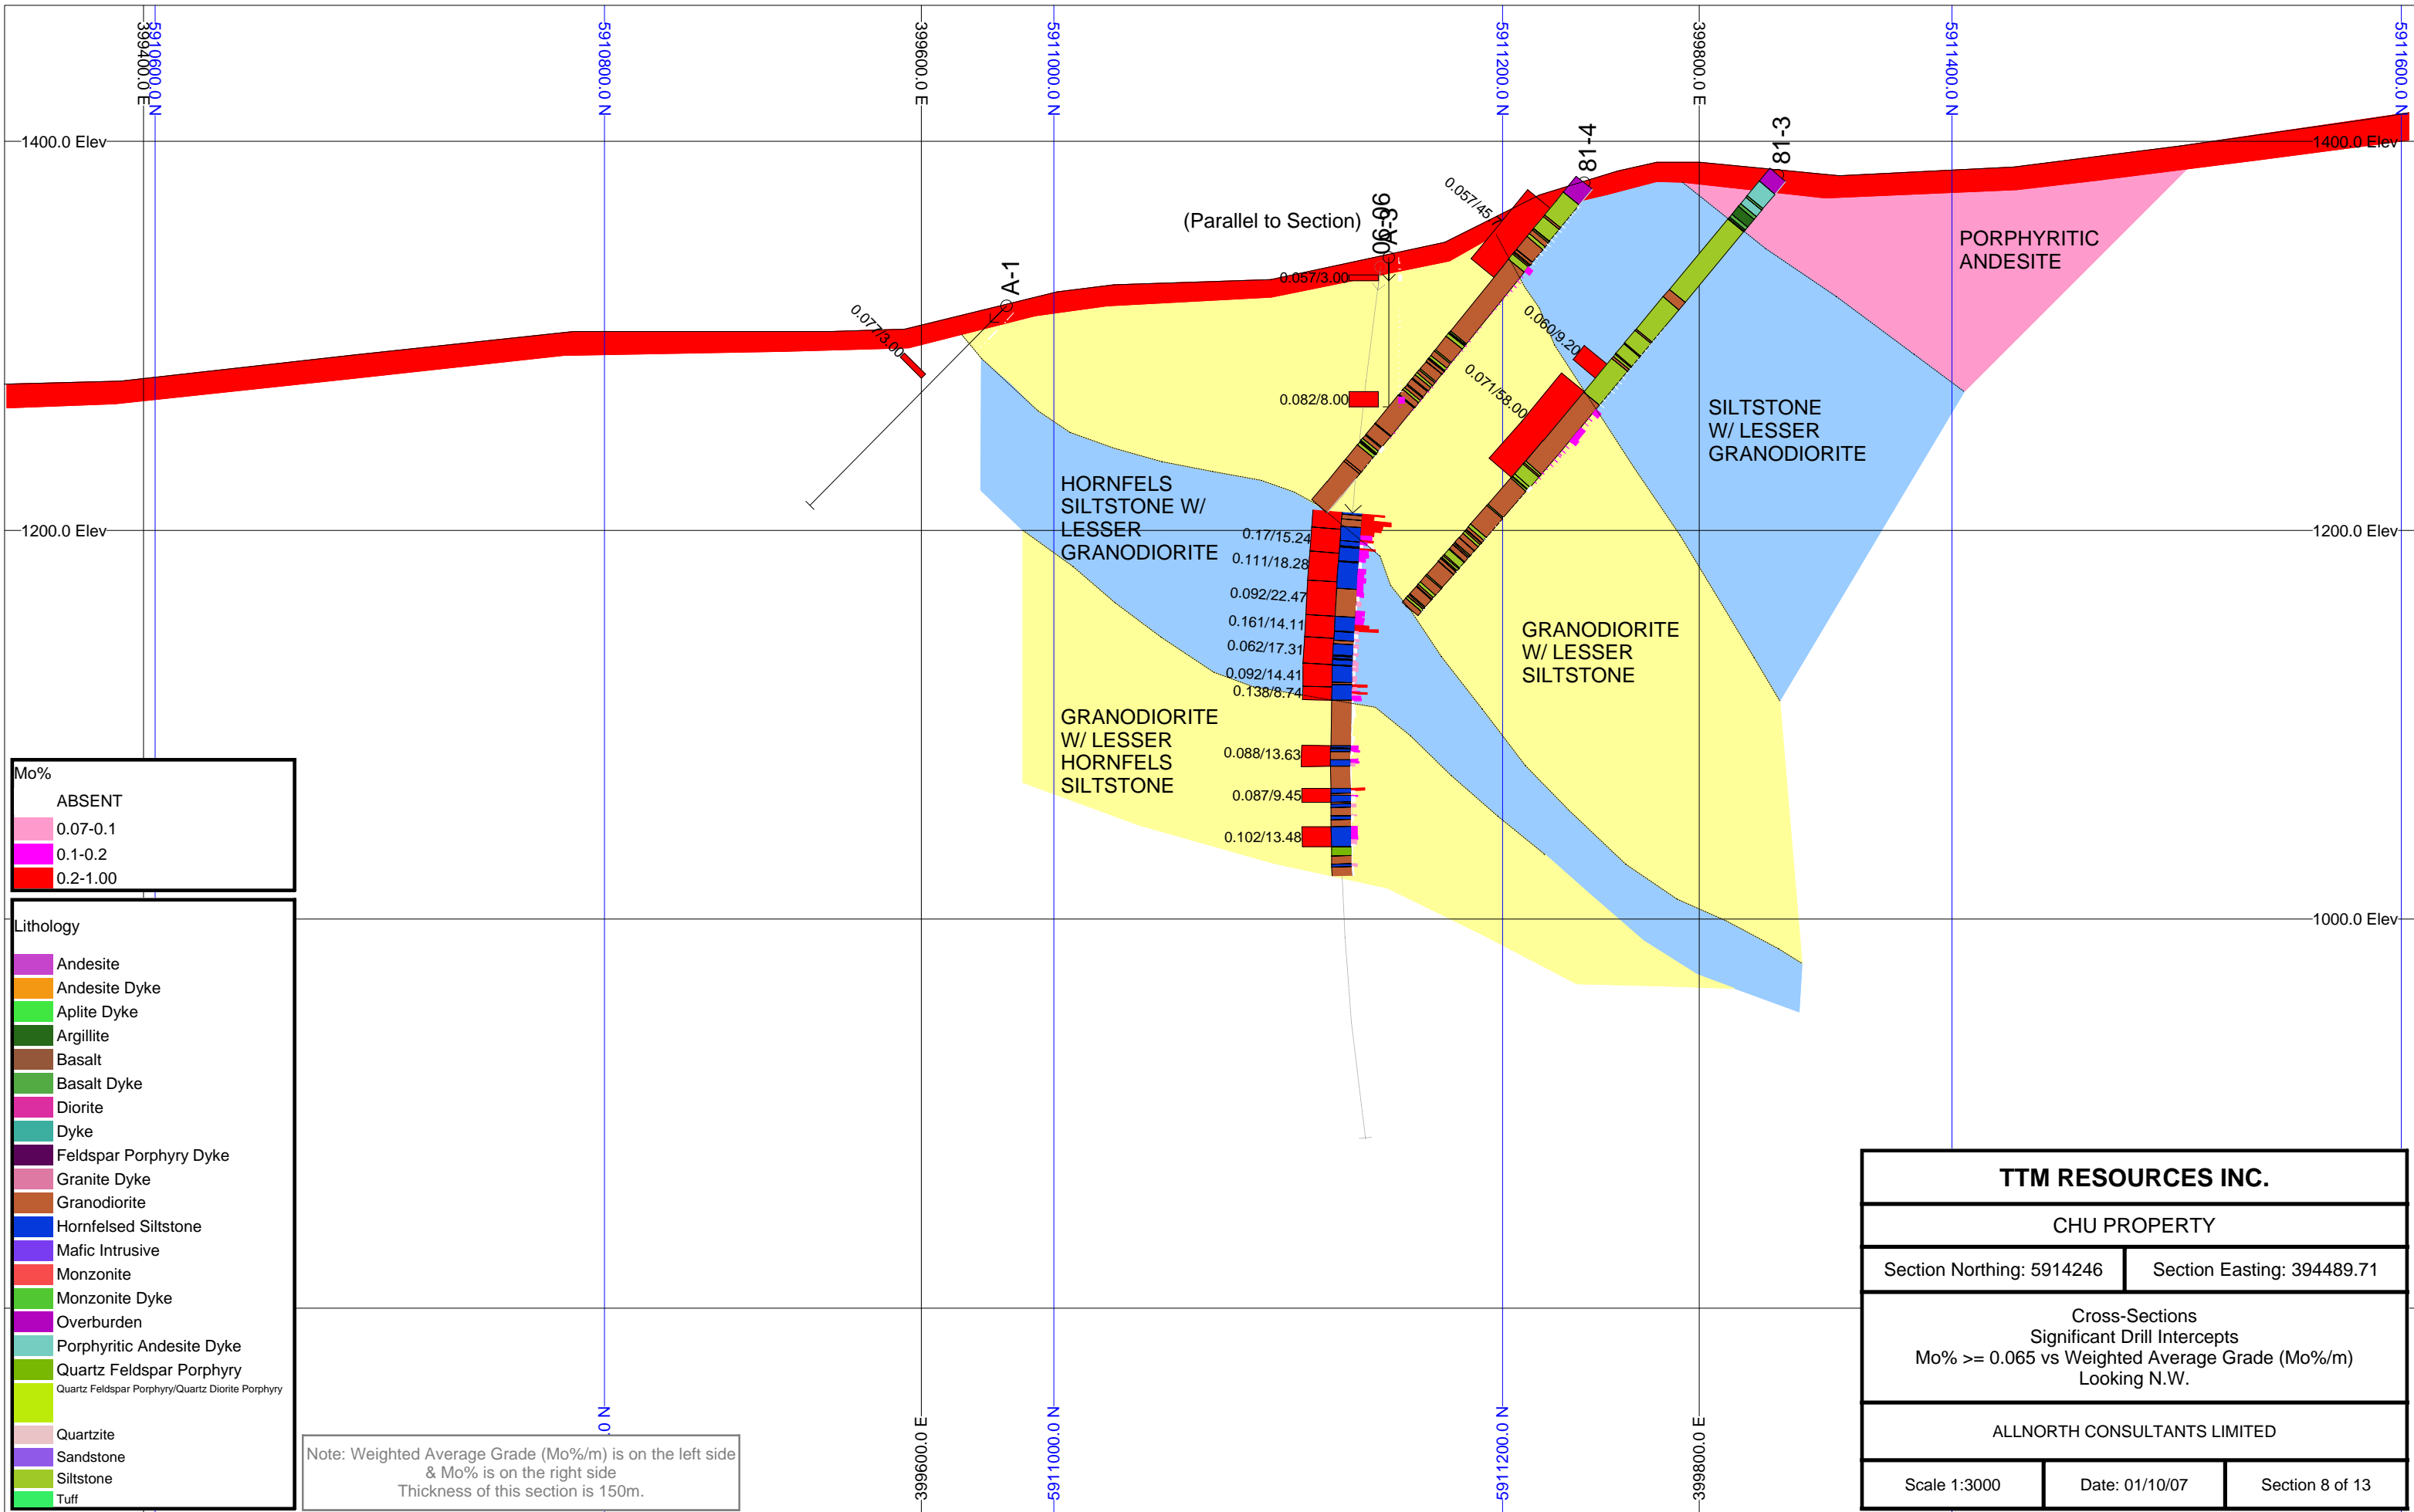 399400.0 E
5910600.0 N
5910800.0 N
399600.0 E
5911000.0 N
5911200.0 N
399800.0 E
5911400.0 N
5911600.0 N
1400.0 Elev
1400.0 Elev
81-4
81-3
06-06
A-3
A-1
(Parallel to Section)
0.057/45.7
0.057/3.00
0.077/3.00
0.082/8.00
0.060/9.20
0.071/58.00
PORPHYRITIC
ANDESITE
SILTSTONE
W/ LESSER
GRANODIORITE
HORNFELS
SILTSTONE W/
LESSER
GRANODIORITE
1200.0 Elev
1200.0 Elev
0.17/15.24
0.111/18.28
0.092/22.47
0.161/14.11
0.062/17.31
0.092/14.41
0.138/8.74
0.088/13.63
0.087/9.45
0.102/13.48
GRANODIORITE
W/ LESSER
SILTSTONE
GRANODIORITE
W/ LESSER
HORNFELS
SILTSTONE
1000.0 Elev
Mo%
ABSENT
0.07-0.1
0.1-0.2
0.2-1.00
Lithology
Andesite
Andesite Dyke
Aplite Dyke
Argillite
Basalt
Basalt Dyke
Diorite
Dyke
Feldspar Porphyry Dyke
Granite Dyke
Granodiorite
Hornfelsed Siltstone
Mafic Intrusive
Monzonite
Monzonite Dyke
Overburden
Porphyritic Andesite Dyke
Quartz Feldspar Porphyry
Quartz Feldspar Porphyry/Quartz Diorite Porphyry
Quartzite
Sandstone
Siltstone
Tuff
.0 N
399600.0 E
5911000.0 N
5911200.0 N
399800.0 E
Note: Weighted Average Grade (Mo%/m) is on the left side
& Mo% is on the right side
Thickness of this section is 150m.
TTM RESOURCES INC.
CHU PROPERTY
Section Northing: 5914246
Section Easting: 394489.71
Cross-Sections
Significant Drill Intercepts
Mo% >= 0.065 vs Weighted Average Grade (Mo%/m)
Looking N.W.
ALLNORTH CONSULTANTS LIMITED
Scale 1:3000
Date: 01/10/07
Section 8 of 13